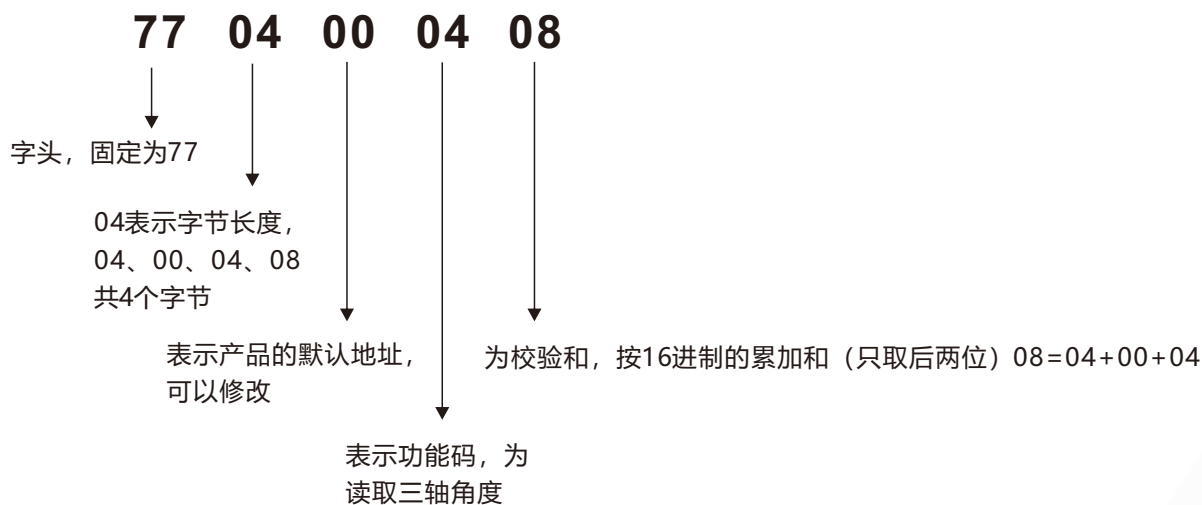 77 04 00 04 08
字头，固定为77
04表示字节长度，
04、00、04、08
共4个字节
表示产品的默认地址，
可以修改
为校验和，按16进制的累加和（只取后两位）08=04+00+04
表示功能码，为
读取三轴角度